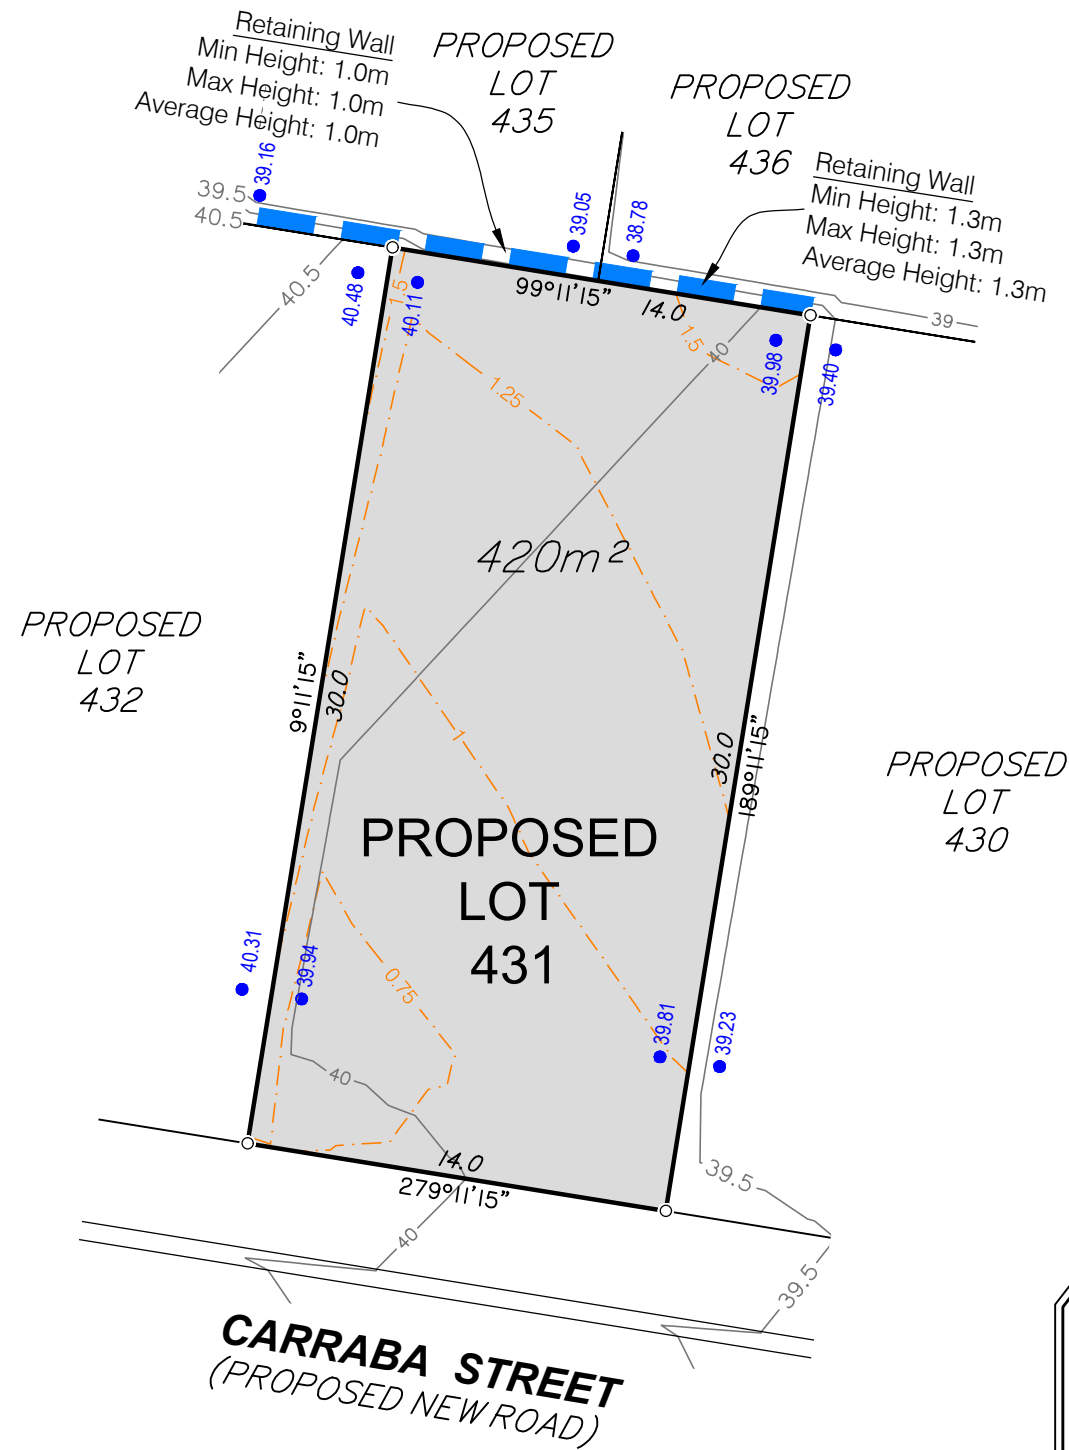 Retaining Wall
Min Height: 1.0m
Max Height: 1.0m
Average Height: 1.0m
PROPOSED
LOT
435
PROPOSED
LOT
436
Retaining Wall
Min Height: 1.3m
Max Height: 1.3m
Average Height: 1.3m
39.16
39.5
40.5
39.05
38.78
40.5
40.48
1.5
40.11
99°11'15"
14.0
1.5
40
39.98
39.40
39
1.25
420m²
PROPOSED
LOT
432
9°11'15"
30.0
1
30.0
189°11'15"
PROPOSED
LOT
430
PROPOSED
LOT
431
40.31
39.94
0.75
39.81
39.23
40
14.0
279°11'15"
39.5
40
39.5
CARRABA STREET
(PROPOSED NEW ROAD)